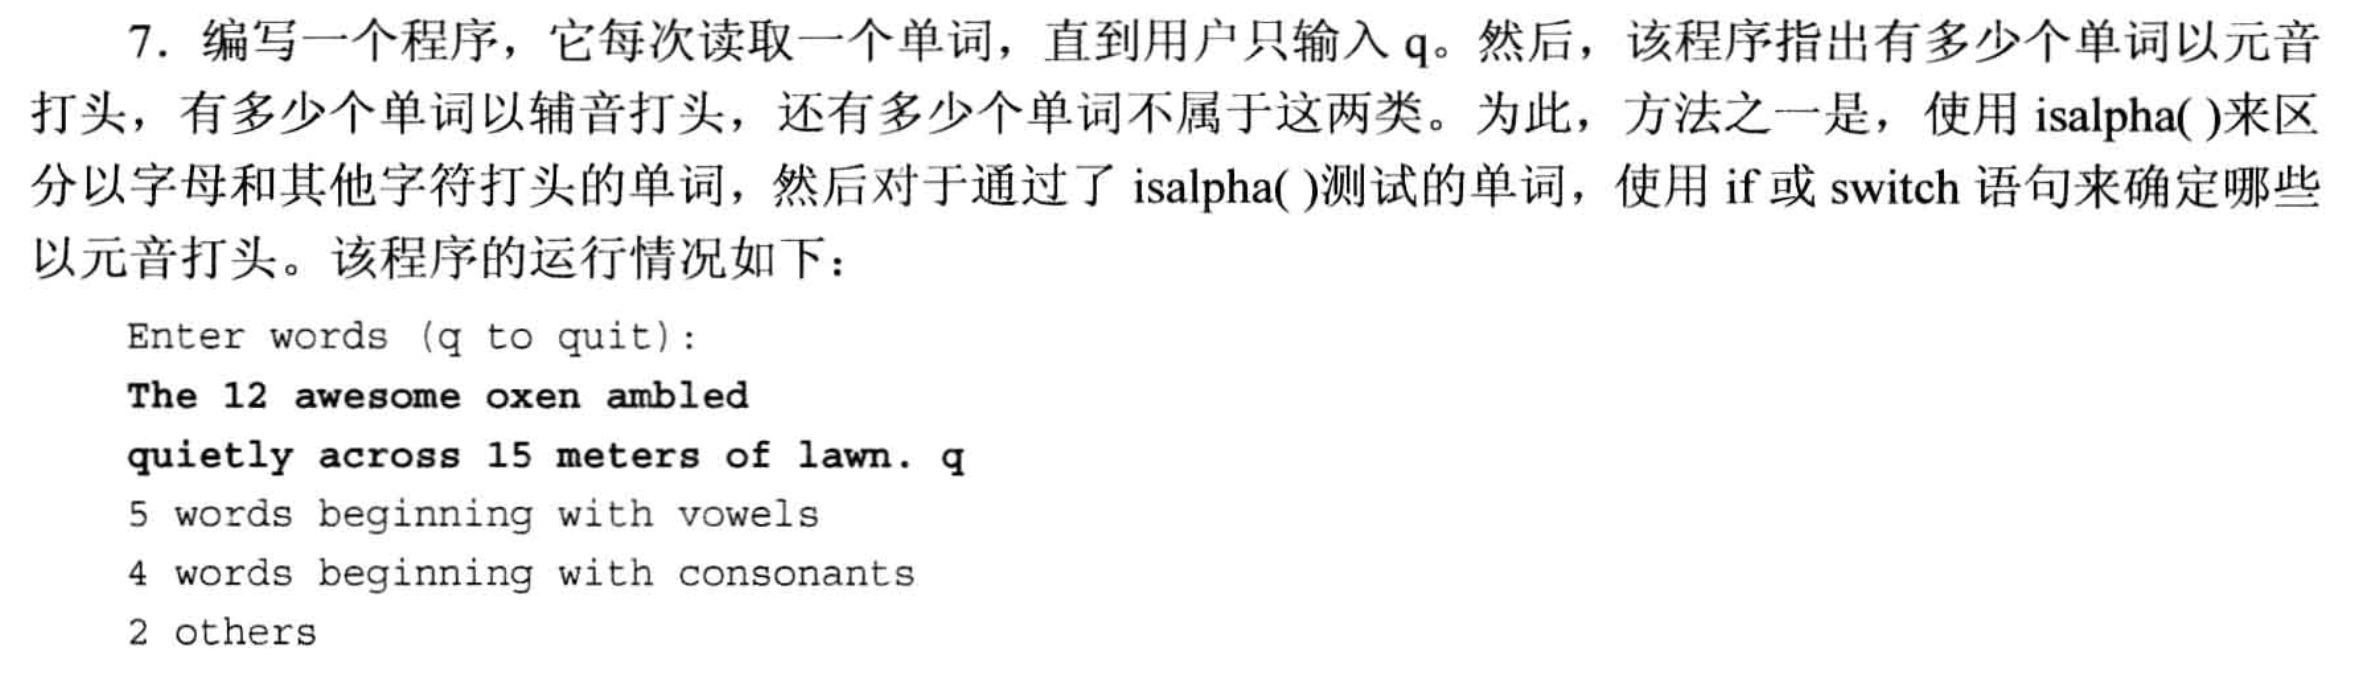 7. 编写一个程序，它每次读取一个单词，直到用户只输入 q。然后，该程序指出有多少个单词以元音
打头，有多少个单词以辅音打头，还有多少个单词不属于这两类。为此，方法之一是，使用 isalpha( )来区
分以字母和其他字符打头的单词，然后对于通过了 isalpha( )测试的单词，使用 if 或 switch 语句来确定哪些
以元音打头。该程序的运行情况如下：
Enter words (q to quit):
The 12 awesome oxen ambled
quietly across 15 meters of lawn. q
5 words beginning with vowels
4 words beginning with consonants
2 others